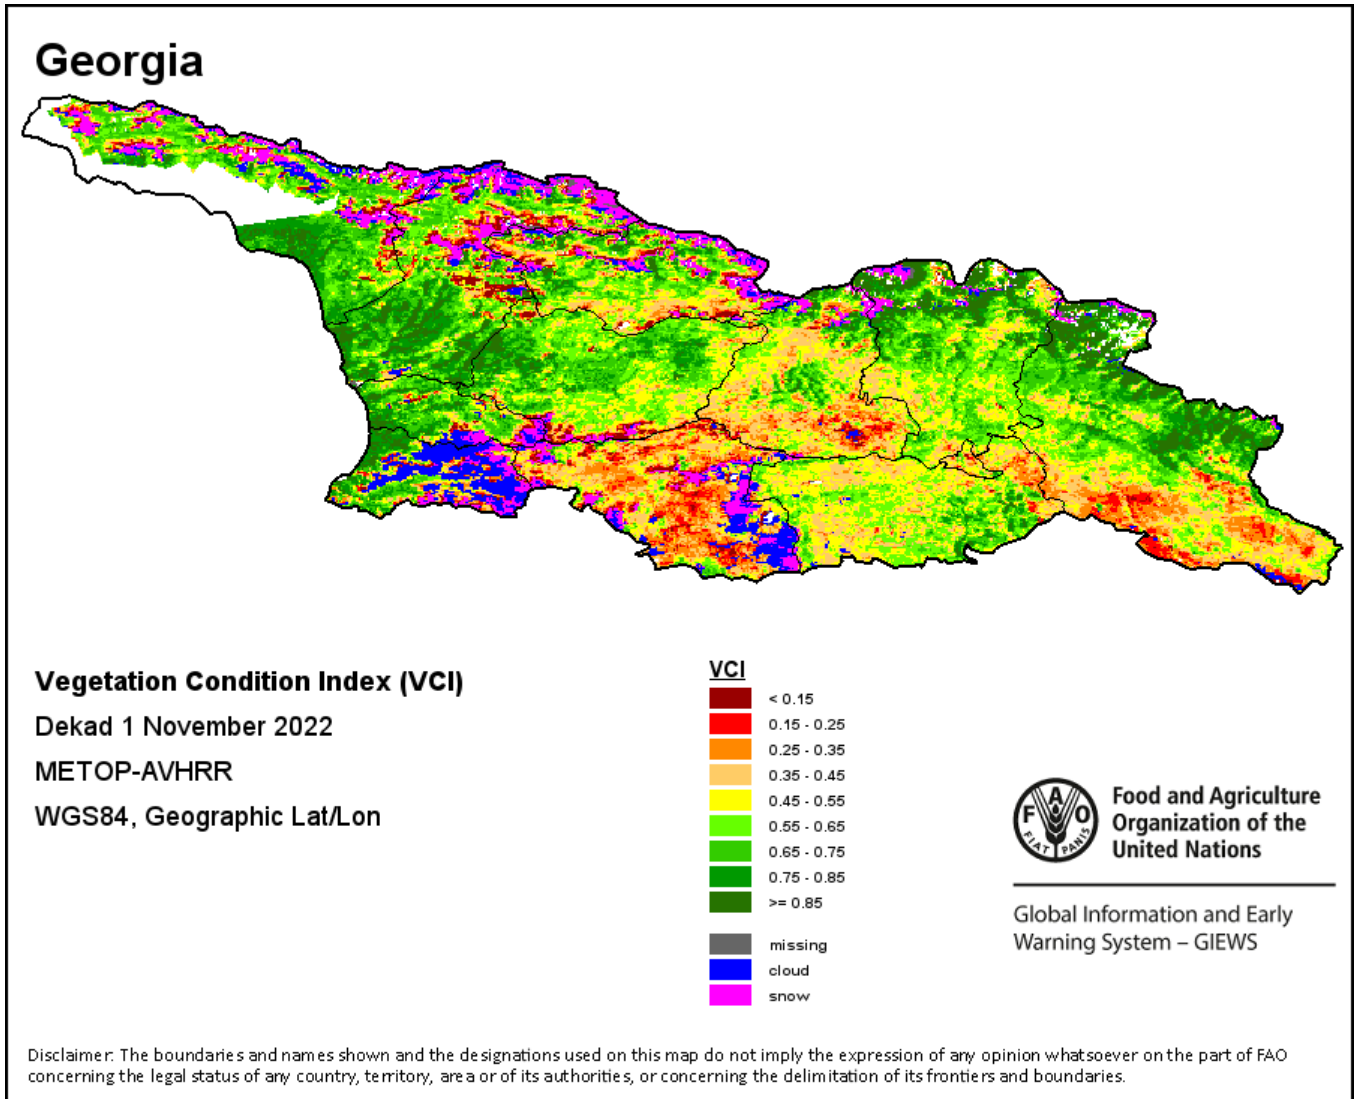 Georgia
Vegetation Condition Index (VCI)
Dekad 1 November 2022
METOP-AVHRR
WGS84, Geographic Lat/Lon
VCI
< 0.15
0.15 - 0.25
0.25 - 0.35
0.35 - 0.45
0.45 - 0.55
0.55 - 0.65
0.65 - 0.75
0.75 - 0.85
>= 0.85
missing
cloud
snow
F A O
FIAT PANIS
Food and Agriculture
Organization of the
United Nations
Global Information and Early
Warning System – GIEWS
Disclaimer: The boundaries and names shown and the designations used on this map do not imply the expression of any opinion whatsoever on the part of FAO
concerning the legal status of any country, territory, area or of its authorities, or concerning the delimitation of its frontiers and boundaries.